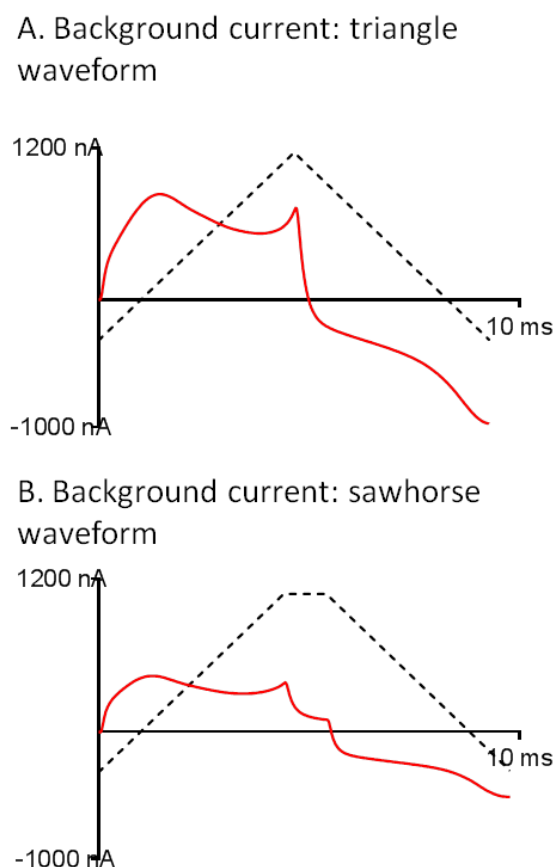 A. Background current: triangle
waveform
1200 nA
10 ms
-1000 nA
B. Background current: sawhorse
waveform
1200 nA
10 ms
-1000 nA